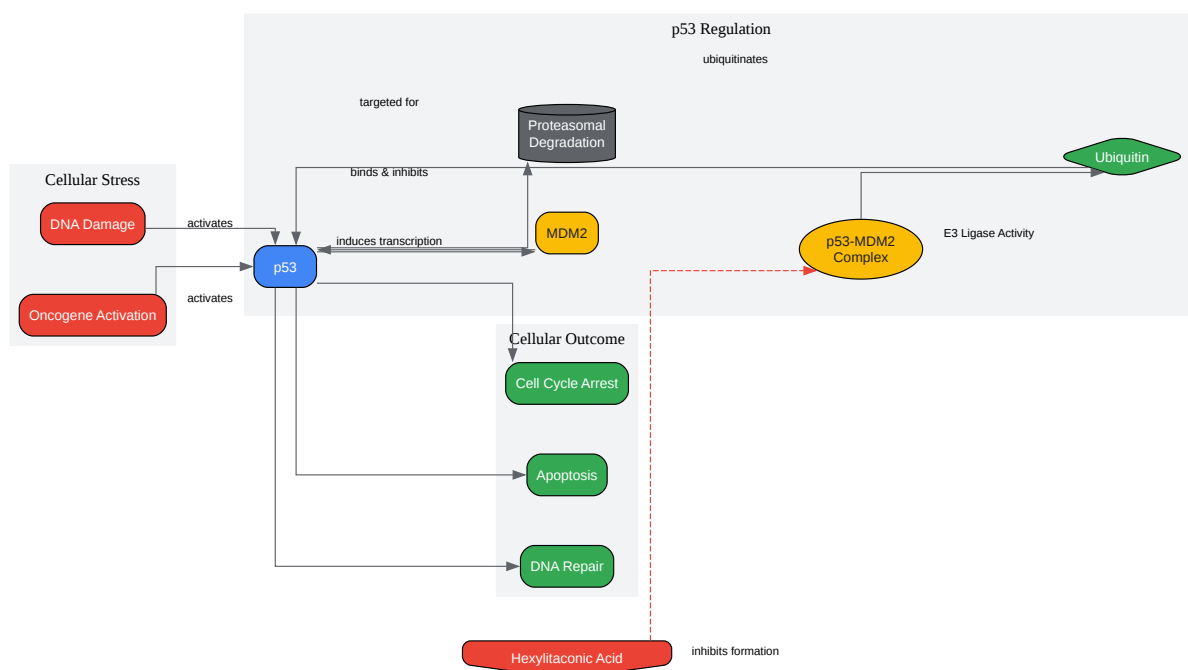 p53 Regulation
ubiquitinates
targeted for
Proteasomal
Degradation
Ubiquitin
binds & inhibits
Cellular Stress
DNA Damage
activates
induces transcription
MDM2
p53-MDM2
Complex
E3 Ligase Activity
p53
activates
Oncogene Activation
Cellular Outcome
Cell Cycle Arrest
Apoptosis
DNA Repair
Hexylitaconic Acid
inhibits formation